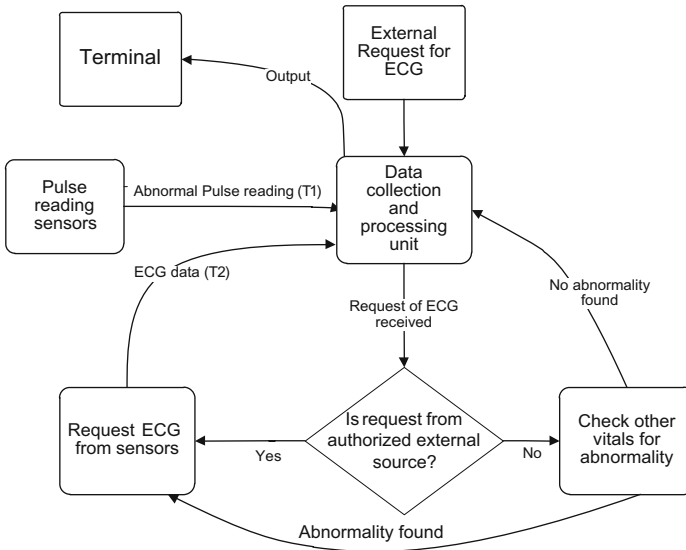 Terminal
External
Request for
ECG
Output
Pulse
reading
sensors
Abnormal Pulse reading (T1)
Data
collection
and
processing
unit
ECG data (T2)
No abnormality
found
Request of ECG
received
Request ECG
from sensors
Is request from
authorized external
source?
Check other
vitals for
abnormality
Yes
No
Abnormality found